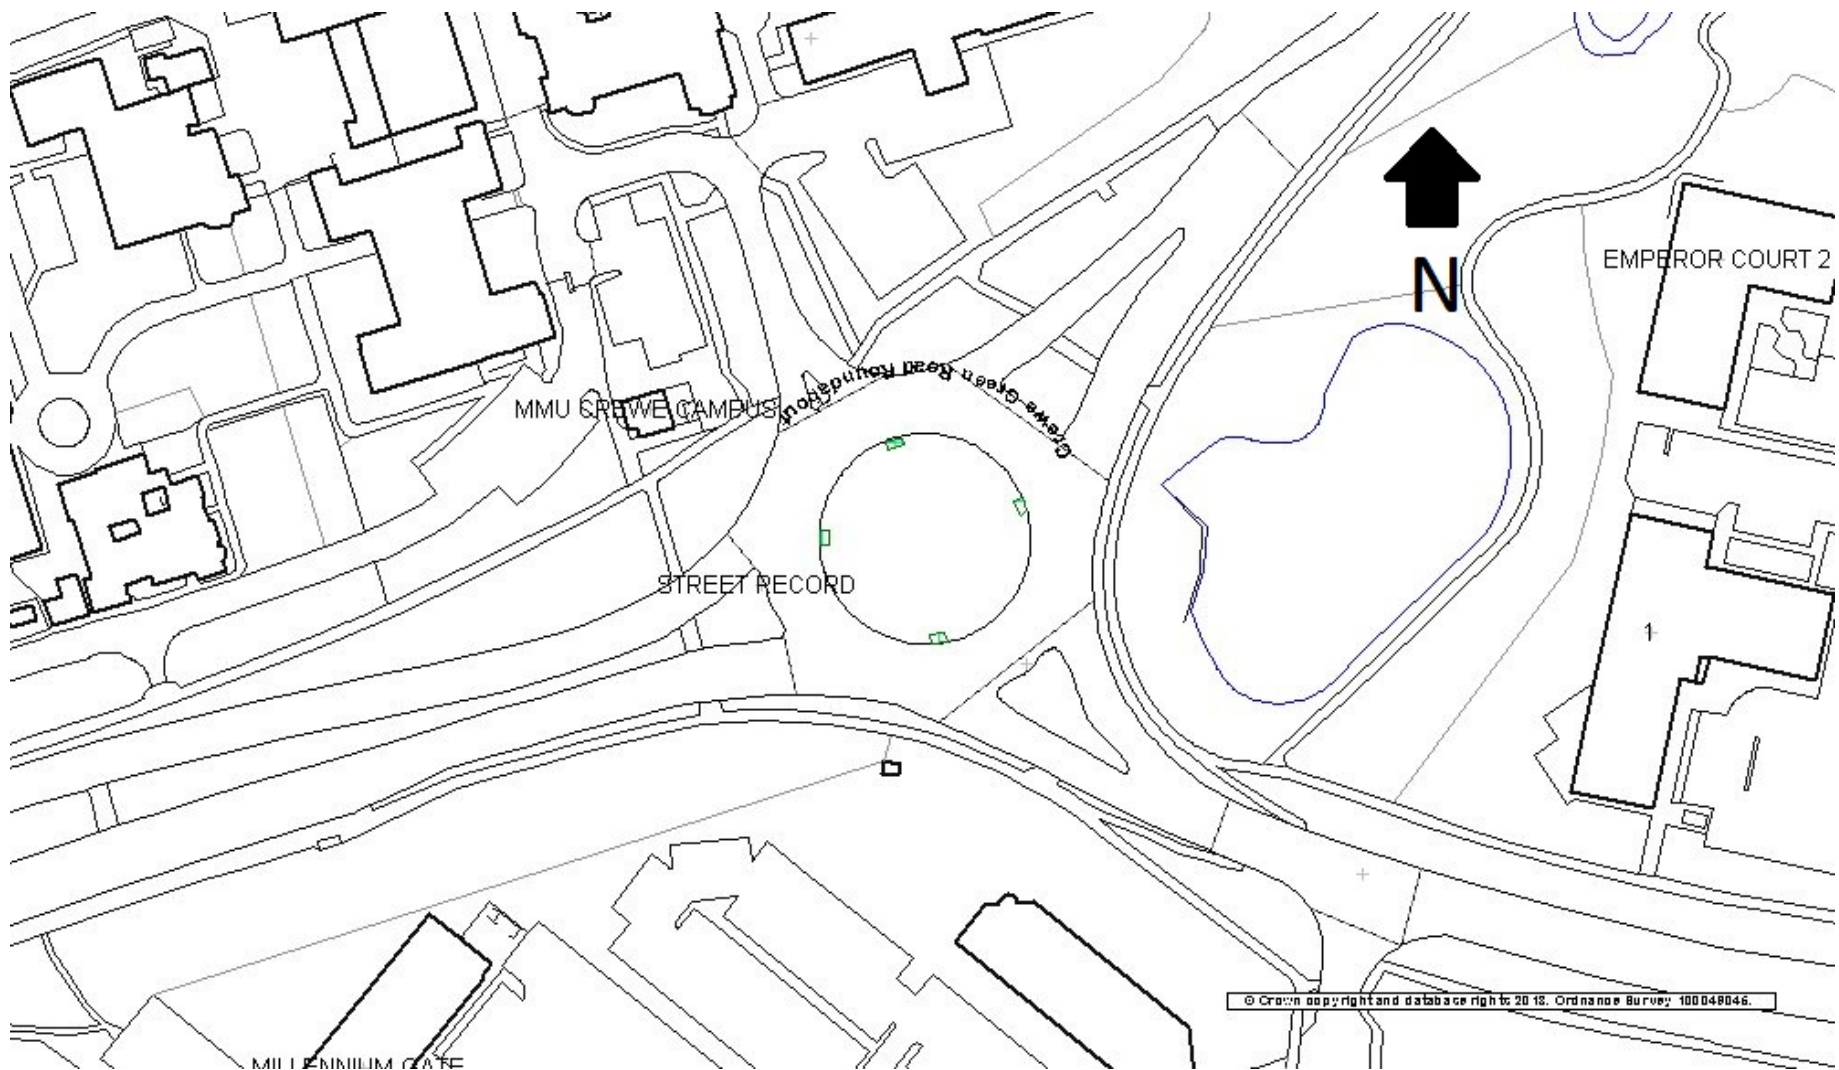 N
EMPEROR COURT 2
Crewe Green Road Roundabout
MMU CREWE CAMPUS
STREET RECORD
1
© Crown copyright and database rights 2018. Ordnance Survey 100049045.
MILLENNIUM GATE